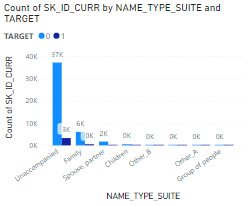 Count of SK_ID_CURR by NAME_TYPE_SUITE and
TARGET
TARGET 0 1
Count of SK_ID_CURR
40K
30K
20K
10K
0K
37K
3K
6K
0K
2K
0K
0K
0K
0K
0K
0K
Unaccompanied
Family
Spouse, partner
Children
Other_B
Other_A
Group of people
NAME_TYPE_SUITE